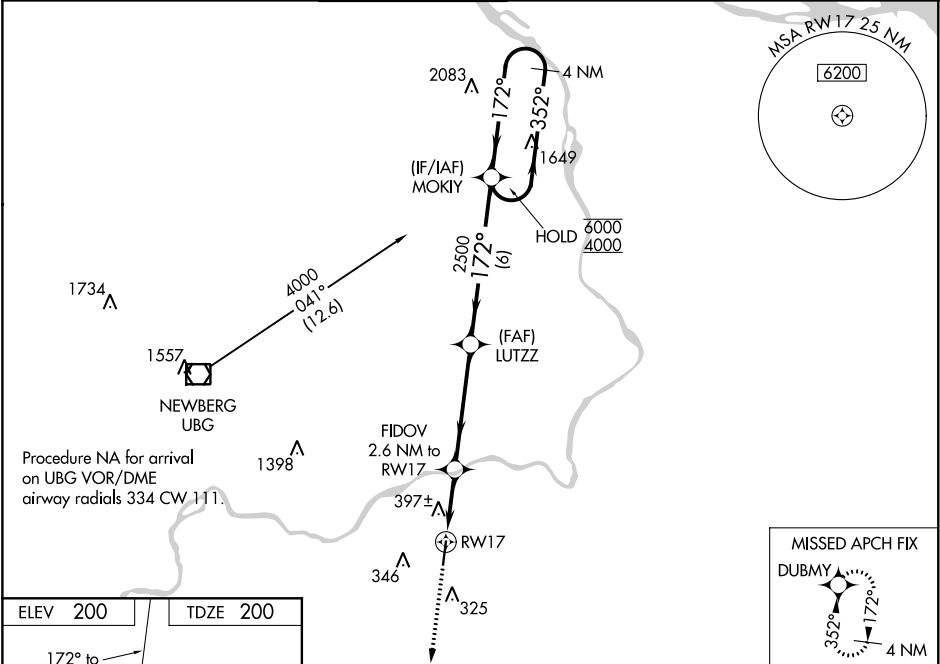 MSA RW17 25 NM
6200
2083
4 NM
172°
352°
1649
(IF/IAF)
MOKIY
HOLD
6000
4000
2500
172°
(6)
4000
041°
(12.6)
1734
1557
(FAF)
LUTZZ
NEWBERG
UBG
FIDOV
2.6 NM to
RW17
1398
Procedure NA for arrival
on UBG VOR/DME
airway radials 334 CW 111.
397±
RW17
346
325
MISSED APCH FIX
DUBMY
352°
172°
4 NM
ELEV 200
TDZE 200
172° to